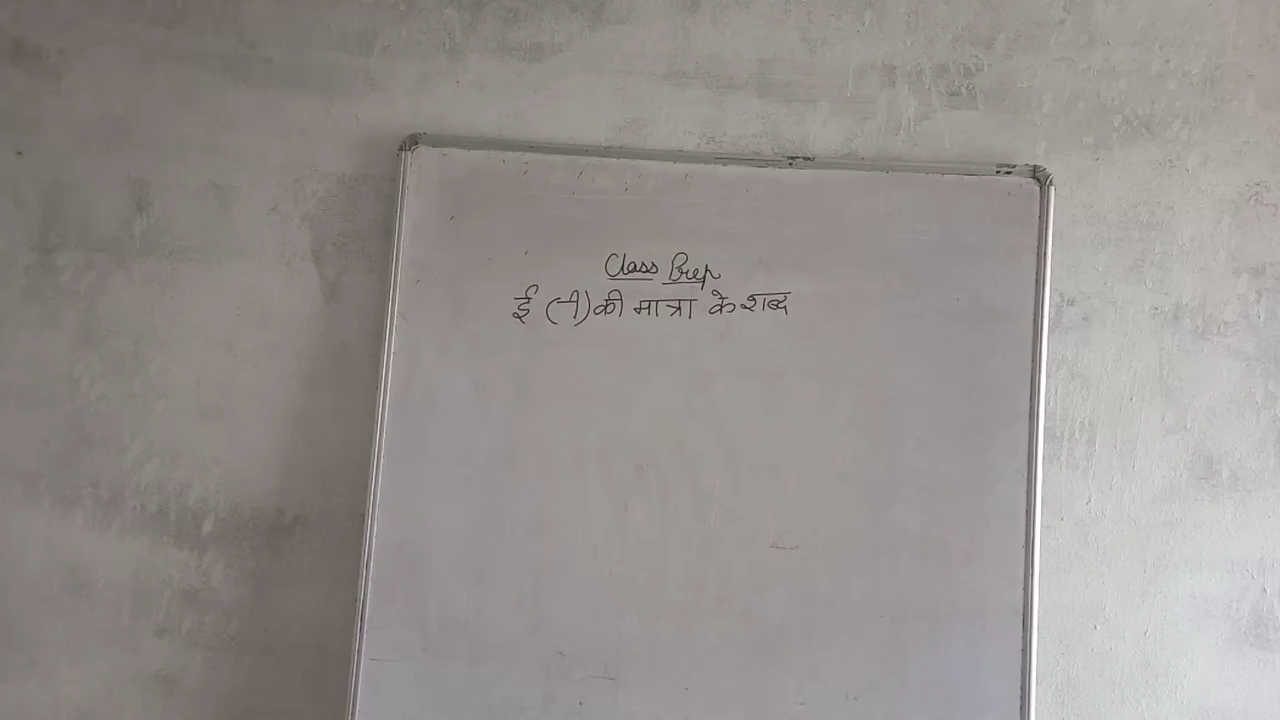 Class Prep
ई (ी) की मात्रा के शब्द